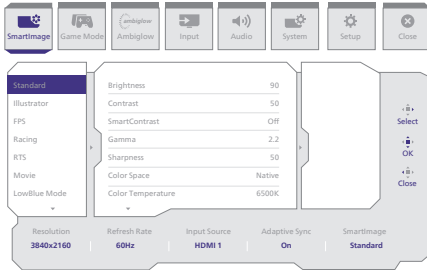 ambiglow
SmartImage Game Mode Ambiglow Input Audio System Setup Close
Standard
Illustrator
FPS
Racing
RTS
Movie
LowBlue Mode
Brightness 90
Contrast 50
SmartContrast Off
Gamma 2.2
Sharpness 50
Color Space Native
Color Temperature 6500K
Select
OK
Close
Resolution Refresh Rate Input Source Adaptive Sync SmartImage
3840x2160 60Hz HDMI 1 On Standard